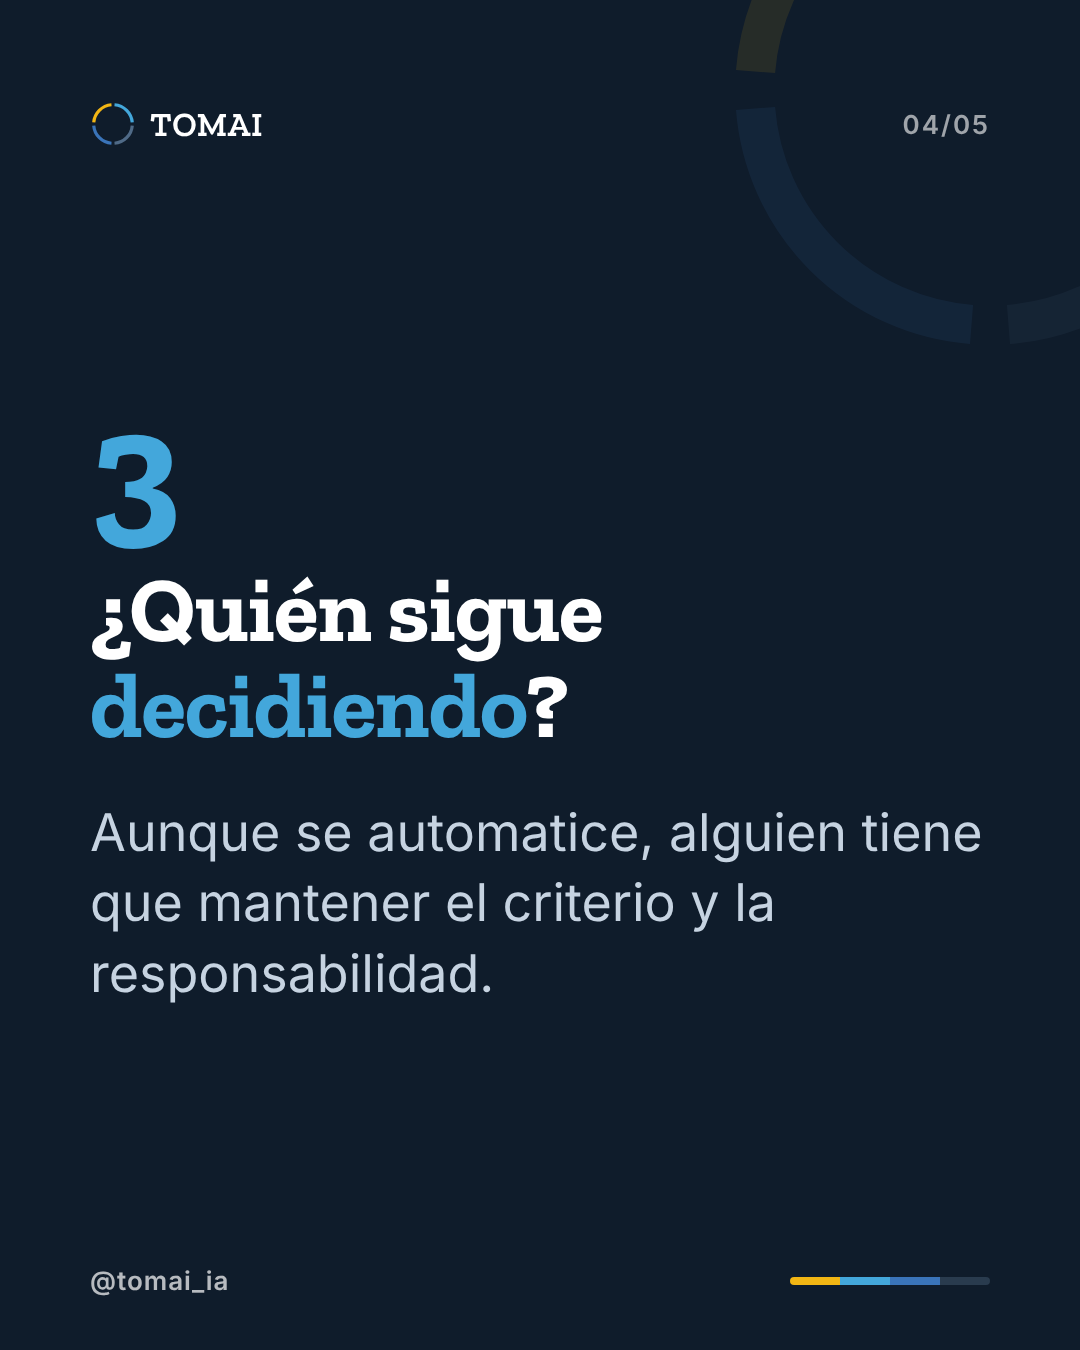 TOMAI
04/05
3
¿Quién sigue
decidiendo?
Aunque se automatice, alguien tiene
que mantener el criterio y la
responsabilidad.
@tomai_ia